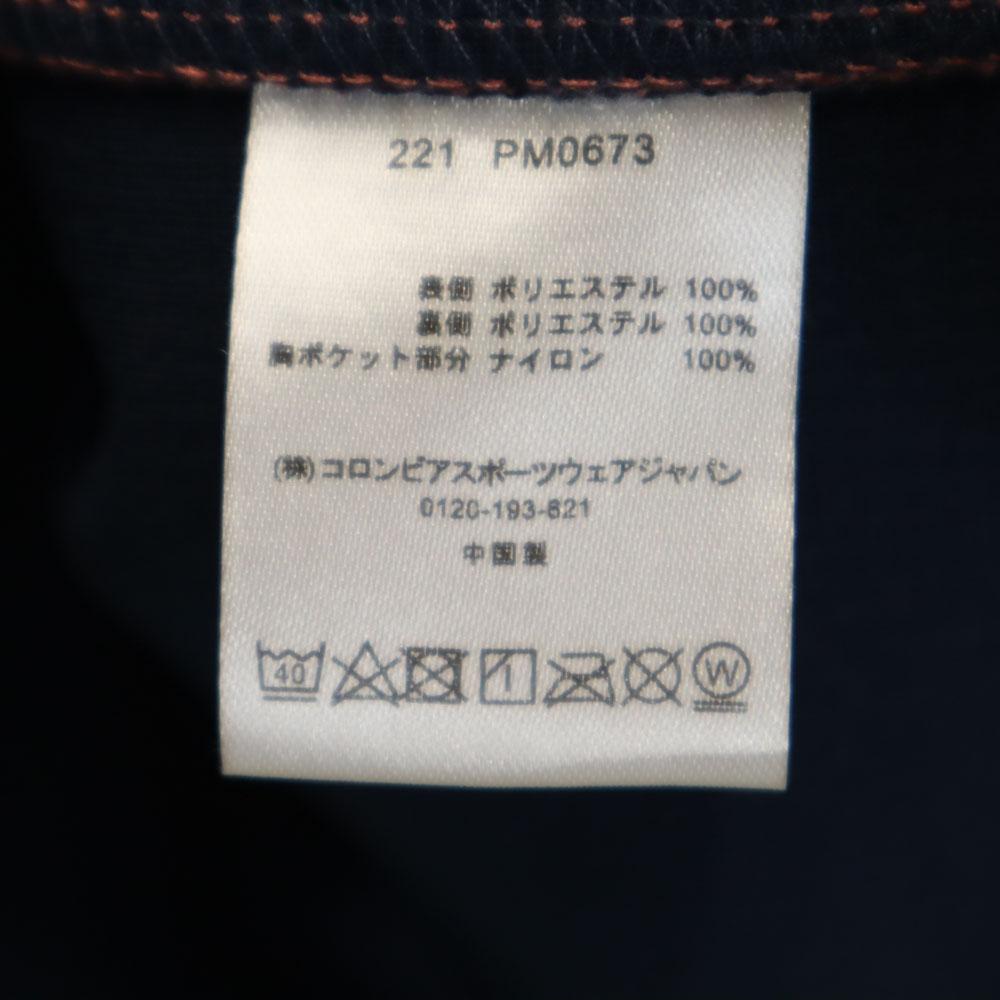 221 PM0673
表側 ポリエステル 100%
裏側 ポリエステル 100%
胸ポケット部分 ナイロン 100%
(株)コロンビアスポーツウェアジャパン
0120-193-821
中国製
40 W